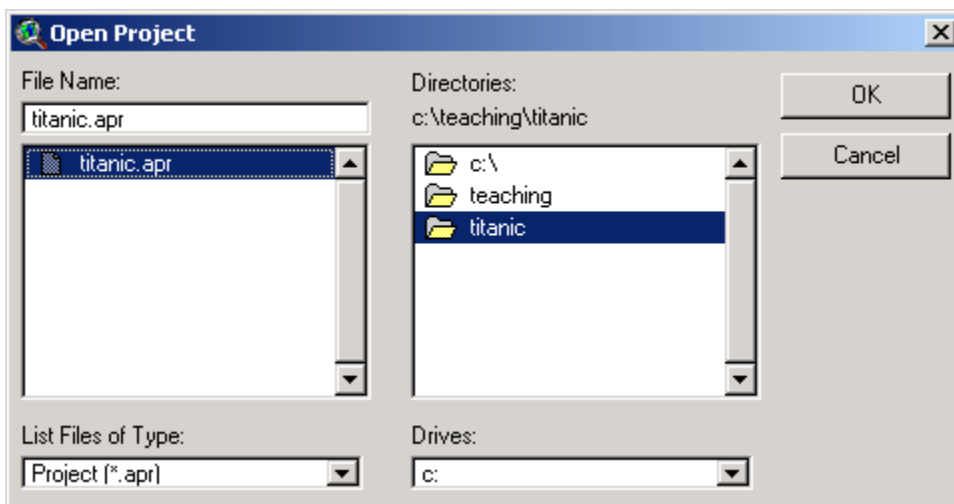 Open Project
File Name:
titanic.apr
titanic.apr
List Files of Type:
Project (*.apr)
Directories:
c:\teaching\titanic
c:\
teaching
titanic
Drives:
c:
OK
Cancel